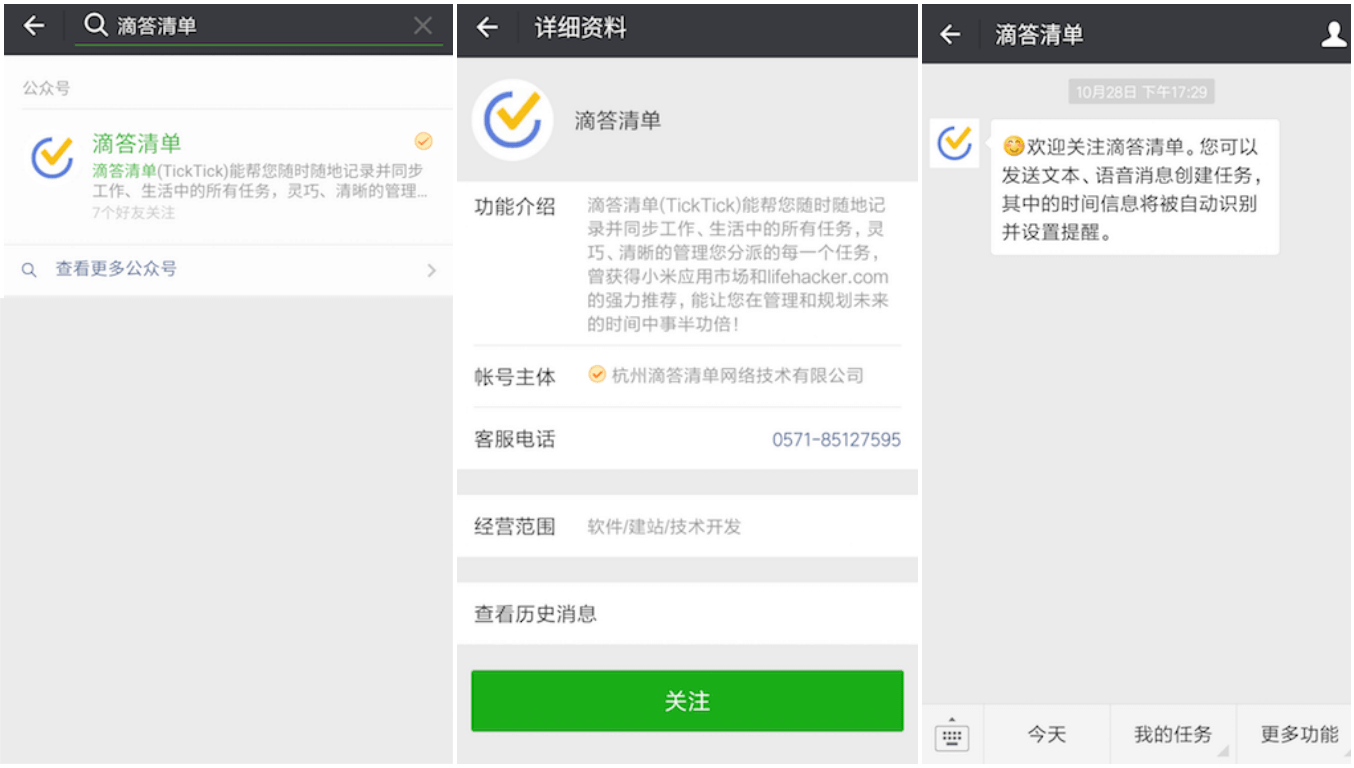 滴答清单
公众号
滴答清单
滴答清单(TickTick)能帮您随时随地记录并同步
工作、生活中的所有任务，灵巧、清晰的管理...
7个好友关注
查看更多公众号
详细资料
滴答清单
功能介绍
滴答清单(TickTick)能帮您随时随地记
录并同步工作、生活中的所有任务，灵
巧、清晰的管理您分派的每一个任务，
曾获得小米应用市场和lifehacker.com
的强力推荐，能让您在管理和规划未来
的时间中事半功倍！
帐号主体
杭州滴答清单网络技术有限公司
客服电话
0571-85127595
经营范围
软件/建站/技术开发
查看历史消息
关注
滴答清单
10月28日 下午17:29
欢迎关注滴答清单。您可以
发送文本、语音消息创建任务，
其中的时间信息将被自动识别
并设置提醒。
今天
我的任务
更多功能